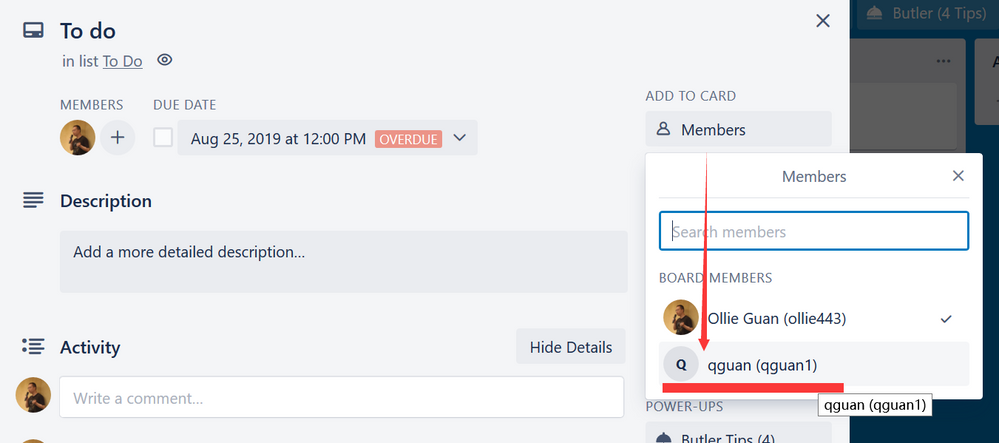 To do
in list To Do
MEMBERS
DUE DATE
Aug 25, 2019 at 12:00 PM OVERDUE
Description
Add a more detailed description...
Activity
Hide Details
Write a comment...
Butler (4 Tips)
ADD TO CARD
Members
Members
Search members
BOARD MEMBERS
Ollie Guan (ollie443)
Q qguan (qguan1)
qguan (qguan1)
POWER-UPS
Butler Tips (4)